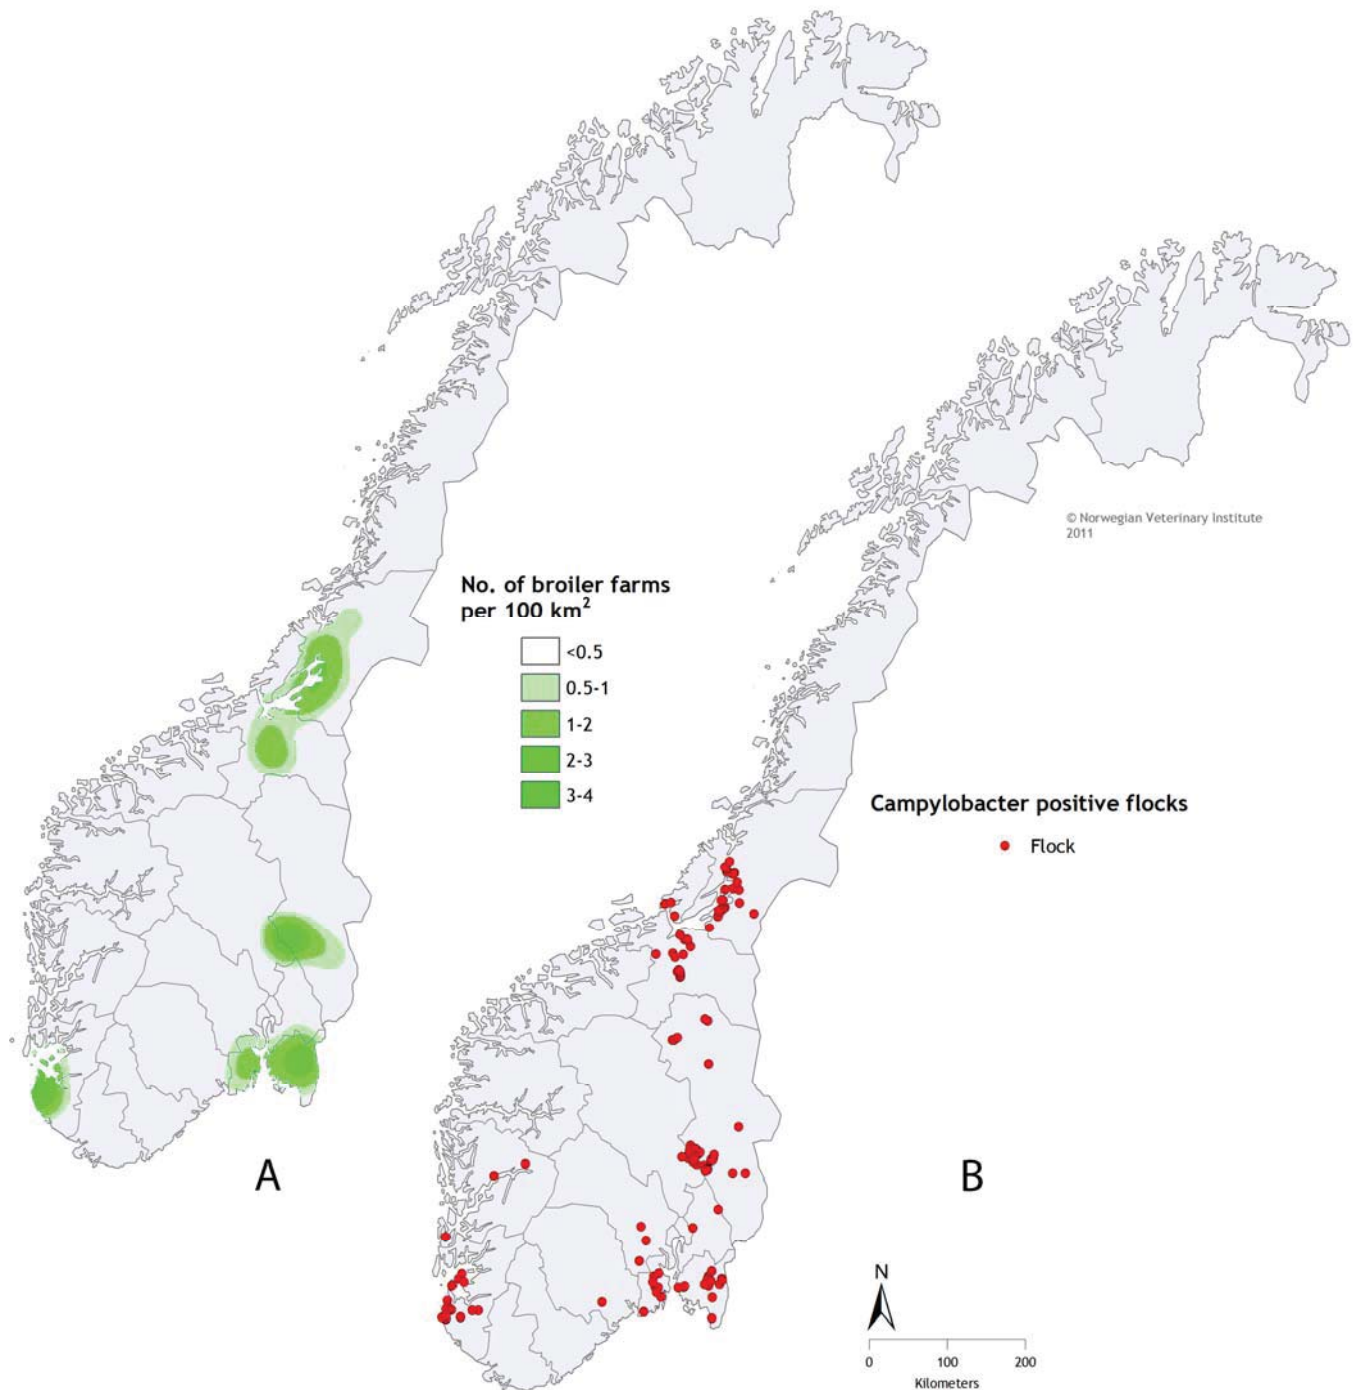 © Norwegian Veterinary Institute
2011
No. of broiler farms
per 100 km²
<0.5
0.5-1
1-2
2-3
3-4
Campylobacter positive flocks
Flock
A
B
N
0 100 200
Kilometers